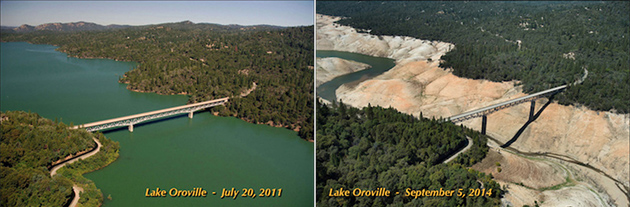 Lake Oroville - July 20, 2011
Lake Oroville - September 5, 2014